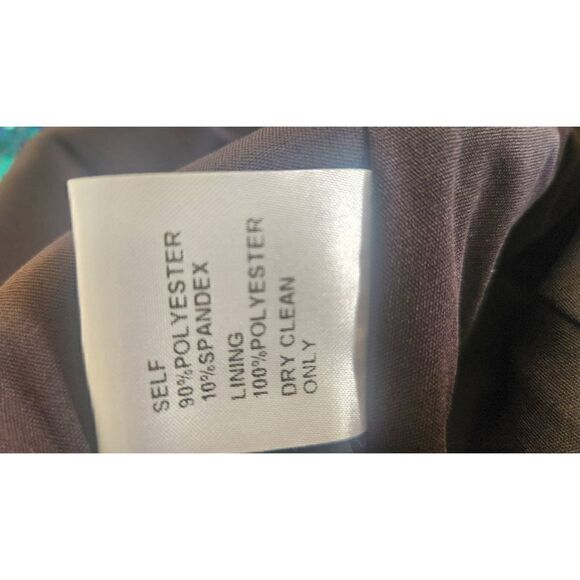 SELF
90%POLYESTER
10%SPANDEX
LINING
100%POLYESTER
DRY CLEAN
ONLY